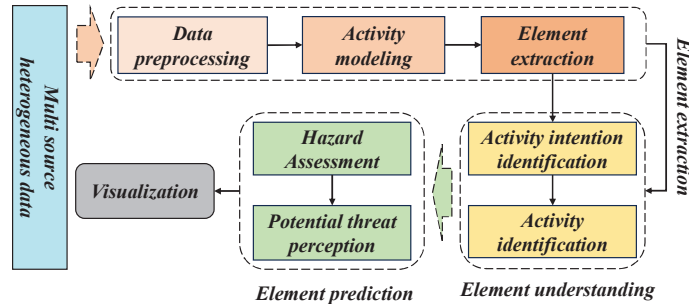 Multi source
heterogeneous data
Data
preprocessing
Activity
modeling
Element
extraction
Element extraction
Hazard
Assessment
Activity intention
identification
Visualization
Potential threat
perception
Activity
identification
Element prediction
Element understanding